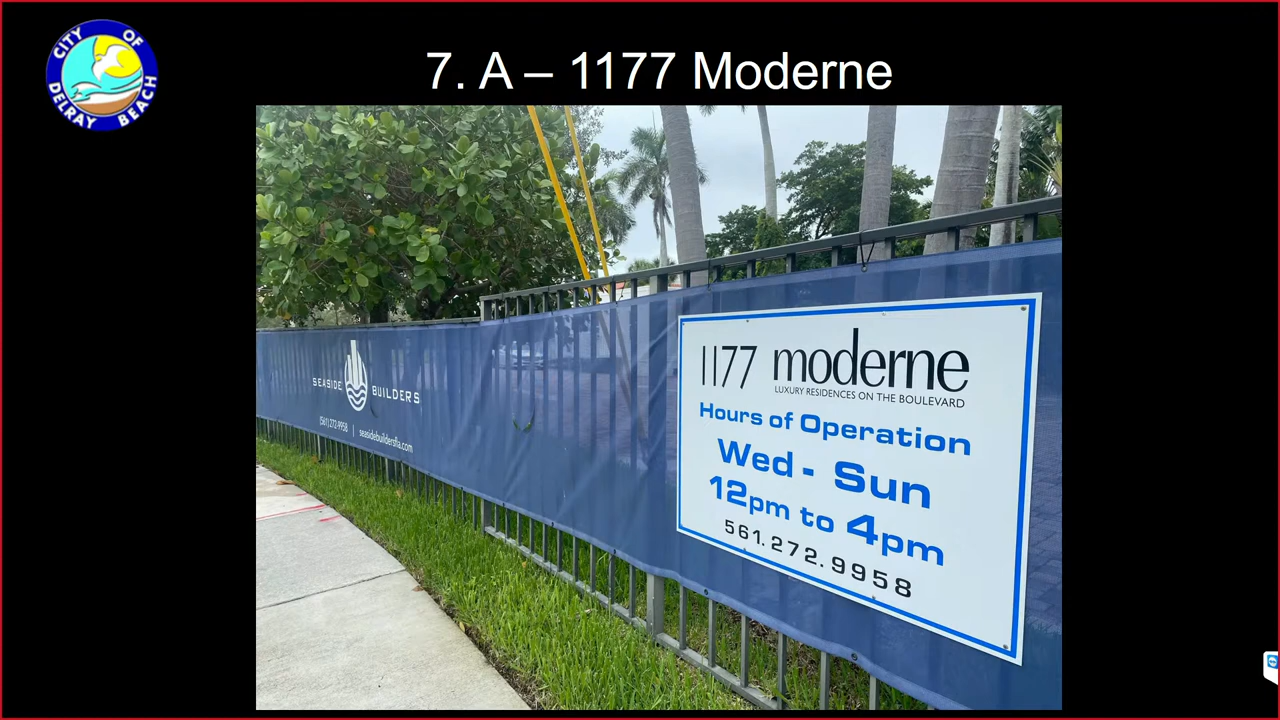 CITY OF
DELRAY BEACH
7. A – 1177 Moderne
SEASIDE BUILDERS
(561) 272-9958 | seasidebuildersfla.com
1177 moderne
LUXURY RESIDENCES ON THE BOULEVARD
Hours of Operation
Wed - Sun
12pm to 4pm
561.272.9958